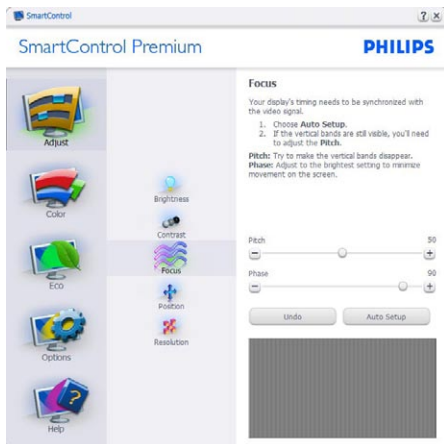 SmartControl
SmartControl Premium
PHILIPS
Adjust
Color
Eco
Options
Help
Brightness
Contrast
Focus
Position
Resolution
Focus
Your display's timing needs to be synchronized with
the video signal.
1. Choose Auto Setup.
2. If the vertical bands are still visible, you'll need
to adjust the Pitch.
Pitch: Try to make the vertical bands disappear.
Phase: Adjust to the brightest setting to minimize
movement on the screen.
Pitch 50
Phase 90
Undo Auto Setup